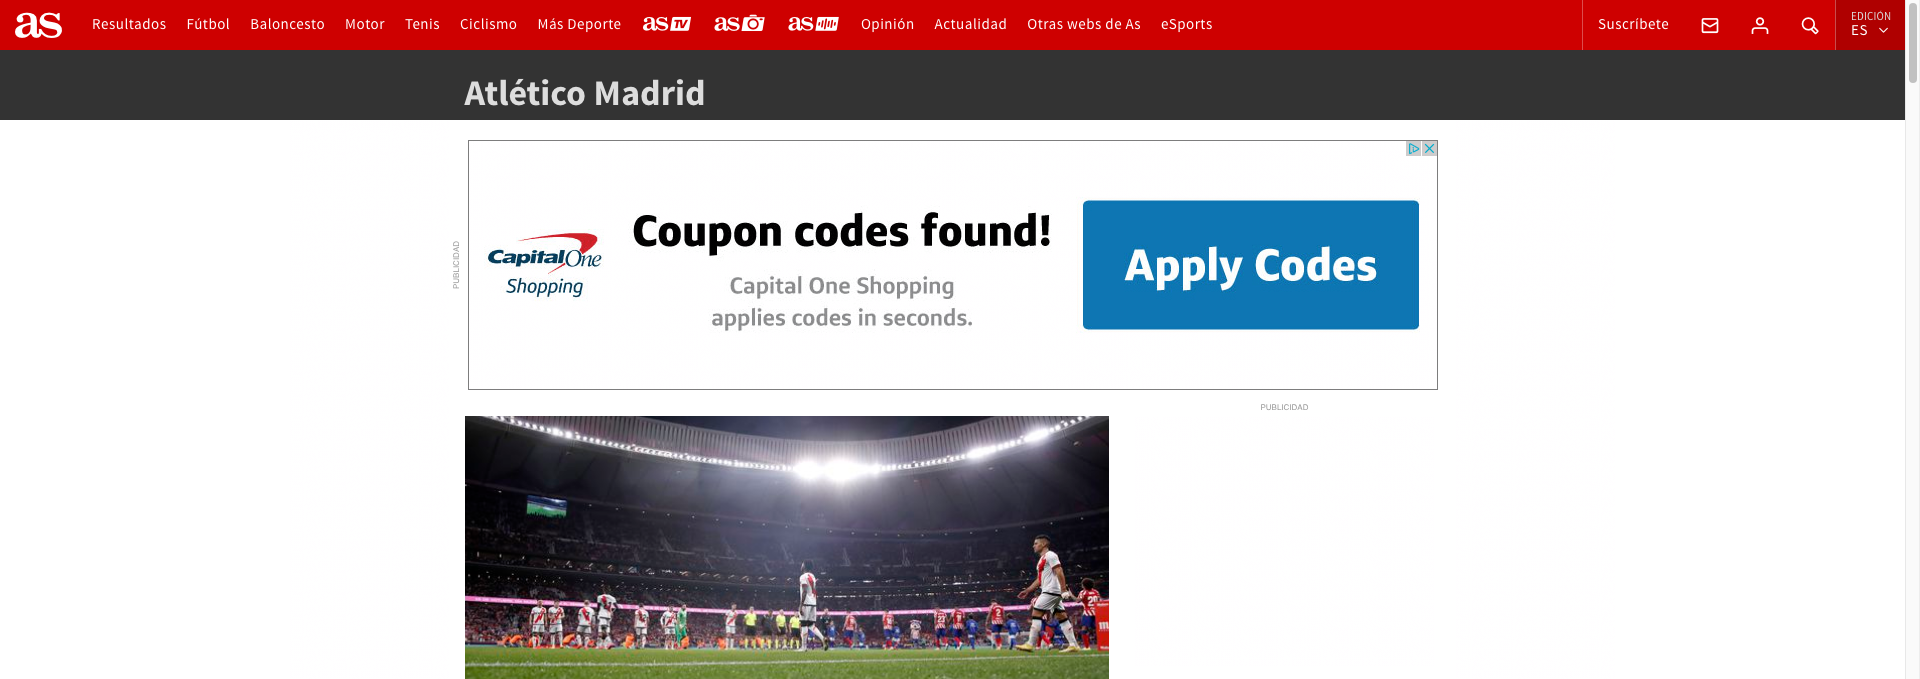 as
Resultados Fútbol Baloncesto Motor Tenis Ciclismo Más Deporte as TV as as Opinión Actualidad Otras webs de As eSports Suscríbete EDICIÓN ES
Atlético Madrid
PUBLICIDAD
Capital One Shopping
Coupon codes found!
Capital One Shopping
applies codes in seconds.
Apply Codes
PUBLICIDAD